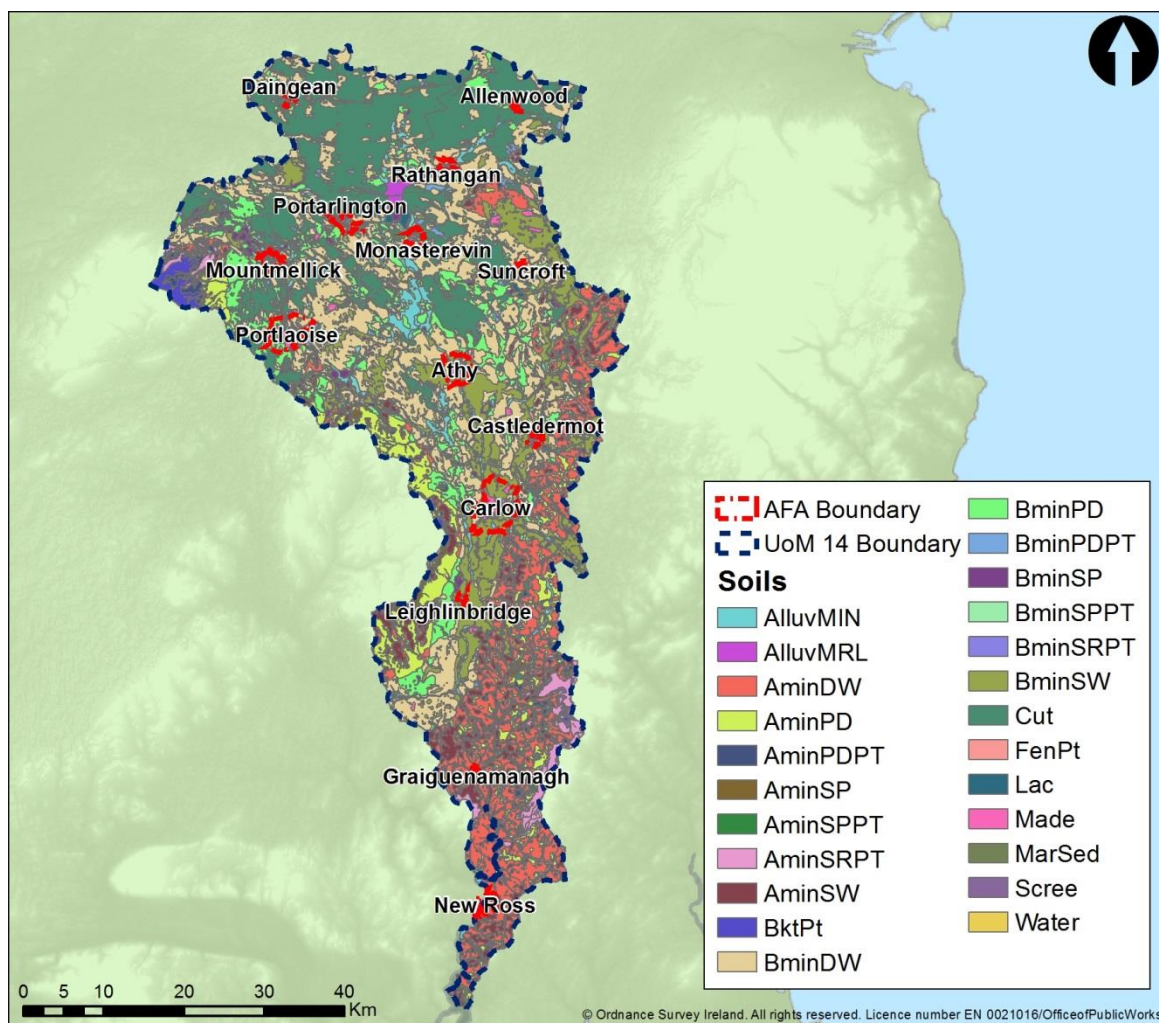 Daingean
Allenwood
Rathangan
Portarlington
Monasterevin
Mountmellick
Suncroft
Portlaoise
Athy
Castledermot
Carlow
Leighlinbridge
Graiguenamanagh
New Ross
AFA Boundary
UoM 14 Boundary
Soils
AlluvMIN
AlluvMRL
AminDW
AminPD
AminPDPT
AminSP
AminSPPT
AminSRPT
AminSW
BktPt
BminDW
BminPD
BminPDPT
BminSP
BminSPPT
BminSRPT
BminSW
Cut
FenPt
Lac
Made
MarSed
Scree
Water
0 5 10 20 30 40
Km
© Ordnance Survey Ireland. All rights reserved. Licence number EN 0021016/OfficeofPublicWorks